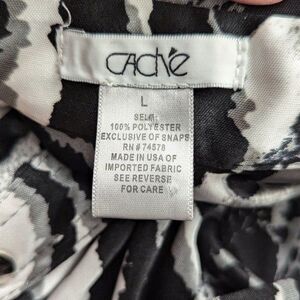 CACHÉ
L
SELF:
100% POLYESTER
EXCLUSIVE OF SNAPS
RN # 74578
MADE IN USA OF
IMPORTED FABRIC
SEE REVERSE
FOR CARE